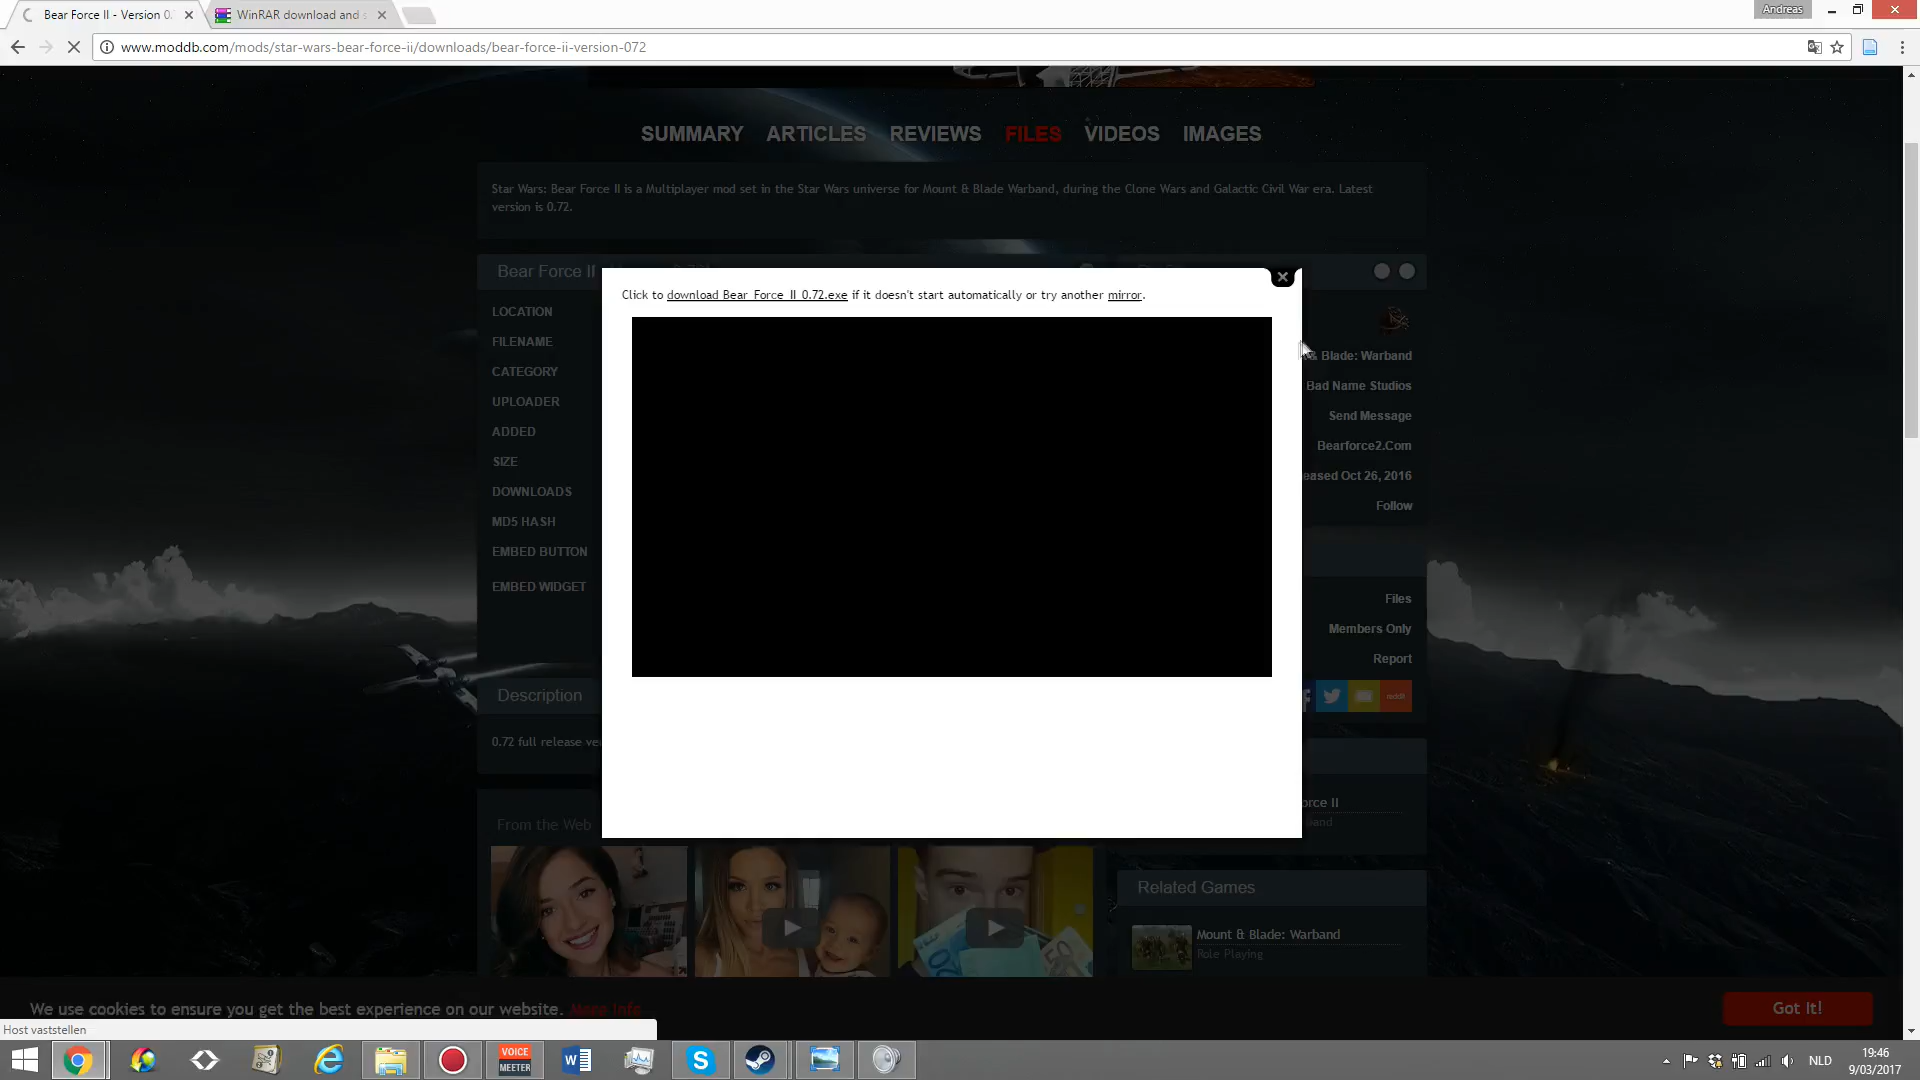 Bear Force II - Version 0.
WinRAR download and s
Andreas
www.moddb.com/mods/star-wars-bear-force-ii/downloads/bear-force-ii-version-072
SUMMARY ARTICLES REVIEWS FILES VIDEOS IMAGES
Star Wars: Bear Force II is a Multiplayer mod set in the Star Wars universe for Mount & Blade Warband, during the Clone Wars and Galactic Civil War era. Latest
version is 0.72.
Bear Force II
Click to download Bear_Force_II_0.72.exe if it doesn't start automatically or try another mirror.
LOCATION
FILENAME
CATEGORY
UPLOADER
ADDED
SIZE
DOWNLOADS
MD5 HASH
EMBED BUTTON
EMBED WIDGET
& Blade: Warband
Bad Name Studios
Send Message
Bearforce2.Com
eased Oct 26, 2016
Follow
Files
Members Only
Report
reddit
Description
0.72 full release ve
orce II
band
From the Web
Related Games
Mount & Blade: Warband
Role Playing
We use cookies to ensure you get the best experience on our website. More Info
Got It!
Host vaststellen
VOICE
MEETER
NLD
19:46
9/03/2017